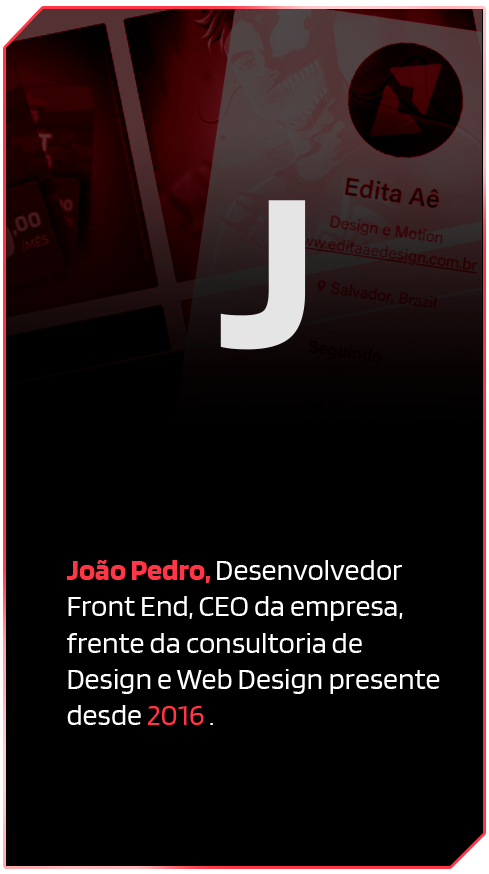 T
,00
%
/MÊS
Edita Aê
Design e Motion
www.editaaedesign.com.br
Salvador, Brazil
Seguindo
J
João Pedro, Desenvolvedor
Front End, CEO da empresa,
frente da consultoria de
Design e Web Design presente
desde 2016 .